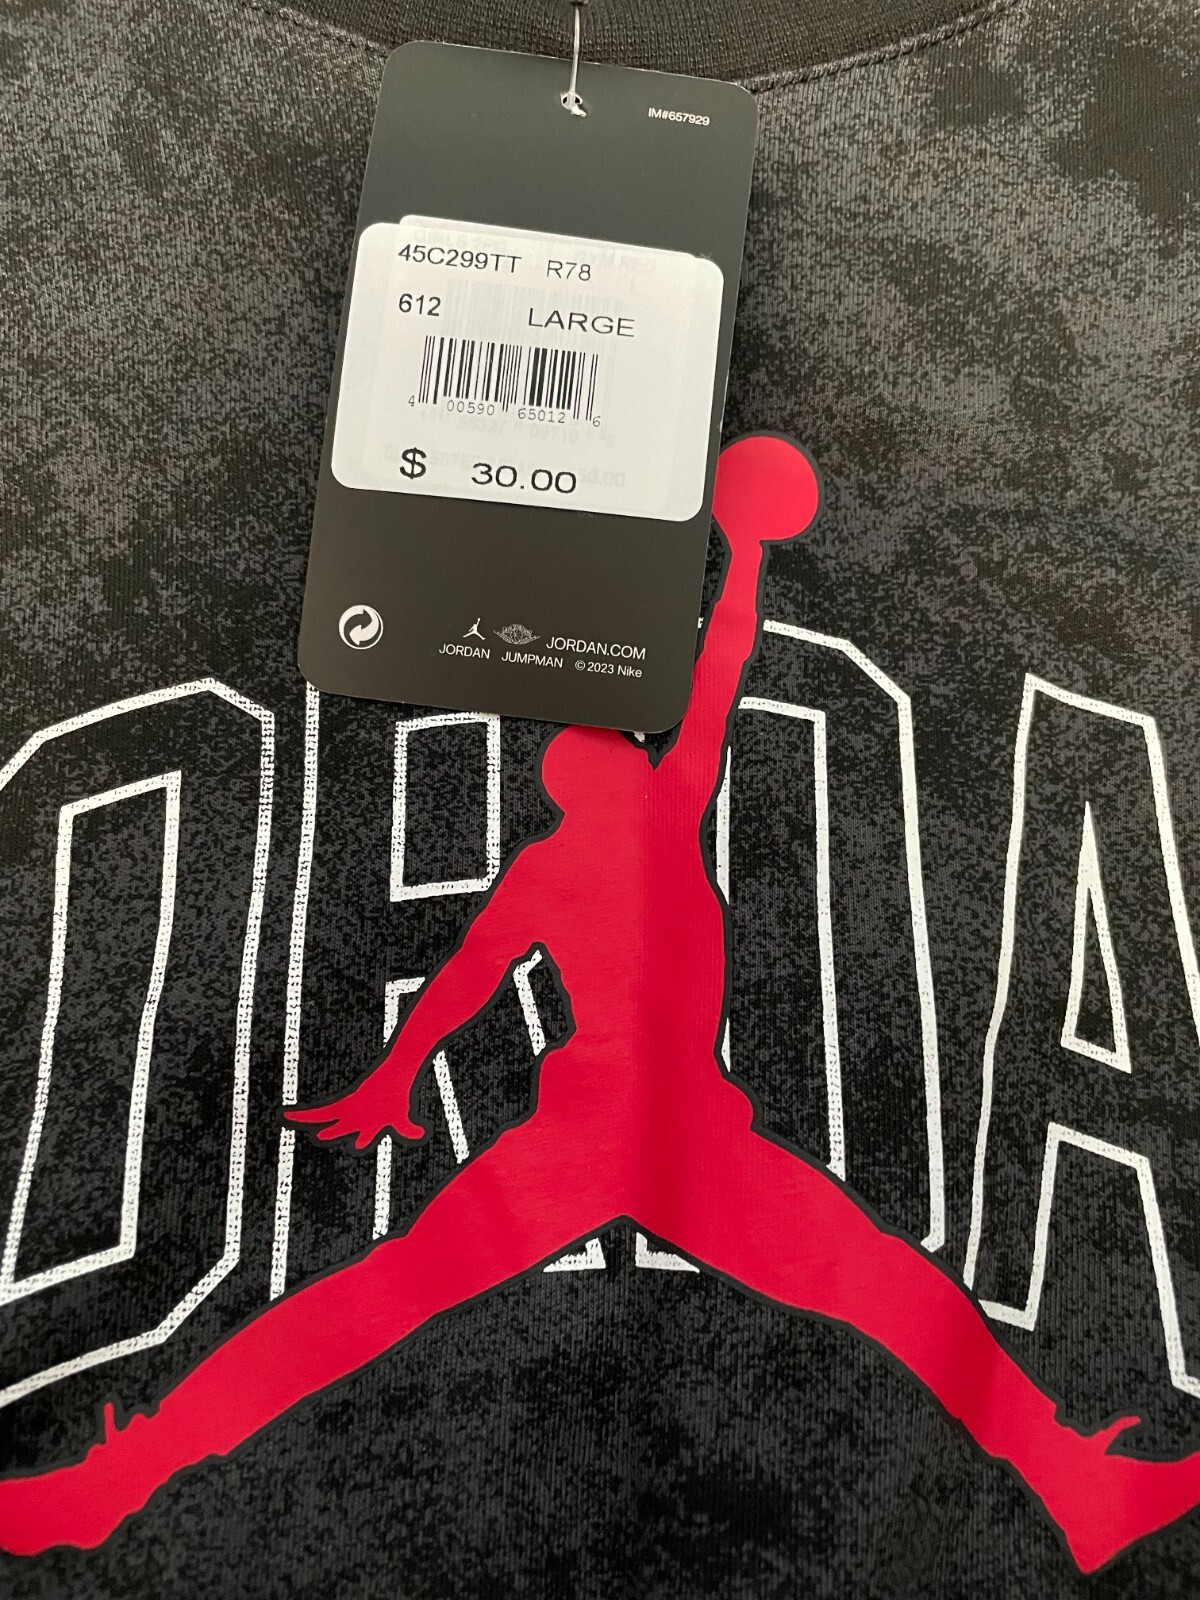 IM#657929
45C299TT R78
612 LARGE
4 00590 65012 6
$ 30.00
JORDAN.COM
JORDAN JUMPMAN © 2023 Nike